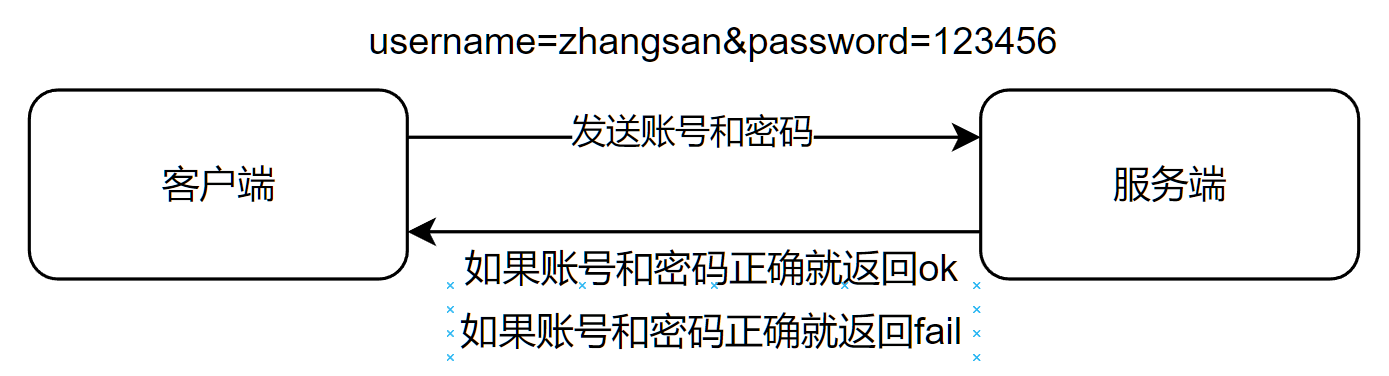 username=zhangsan&password=123456
发送账号和密码
客户端
服务端
如果账号和密码正确就返回ok
如果账号和密码正确就返回fail